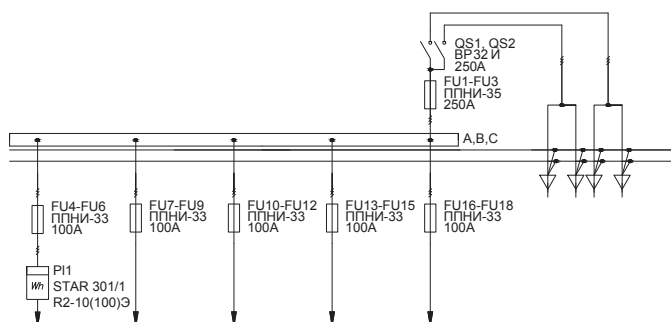 QS1, QS2
ВР32 И
250А
FU1-FU3
ППНИ-35
250А
А,В,С
FU4-FU6
ППНИ-33
100А
FU7-FU9
ППНИ-33
100А
FU10-FU12
ППНИ-33
100А
FU13-FU15
ППНИ-33
100А
FU16-FU18
ППНИ-33
100А
PI1
Wh
STAR 301/1
R2-10(100)Э